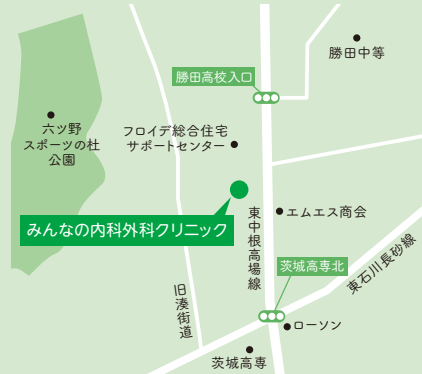 勝田中等
勝田高校入口
六ツ野
スポーツの杜
公園
フロイデ総合住宅
サポートセンター
みんなの内科外科クリニック
東中根高場線
エムエス商会
茨城高専北
東石川長砂線
旧湊街道
ローソン
茨城高専